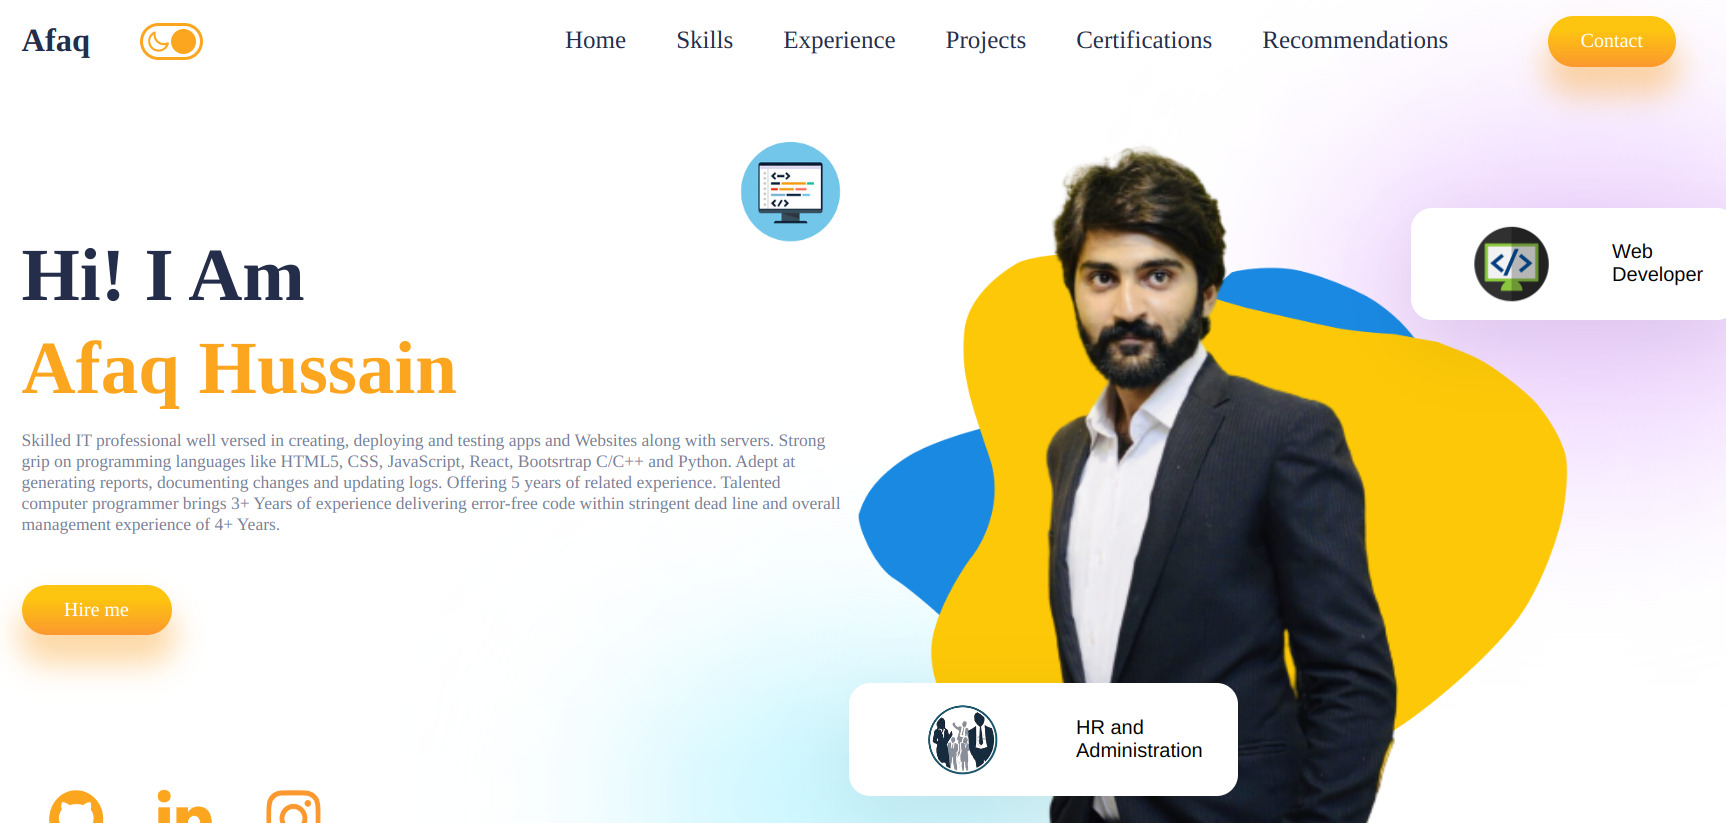 Afaq
Home Skills Experience Projects Certifications Recommendations
Contact
Hi! I Am
Afaq Hussain
Skilled IT professional well versed in creating, deploying and testing apps and Websites along with servers. Strong
grip on programming languages like HTML5, CSS, JavaScript, React, Bootsrtrap C/C++ and Python. Adept at
generating reports, documenting changes and updating logs. Offering 5 years of related experience. Talented
computer programmer brings 3+ Years of experience delivering error-free code within stringent dead line and overall
management experience of 4+ Years.
Hire me
Web
Developer
HR and
Administration
in